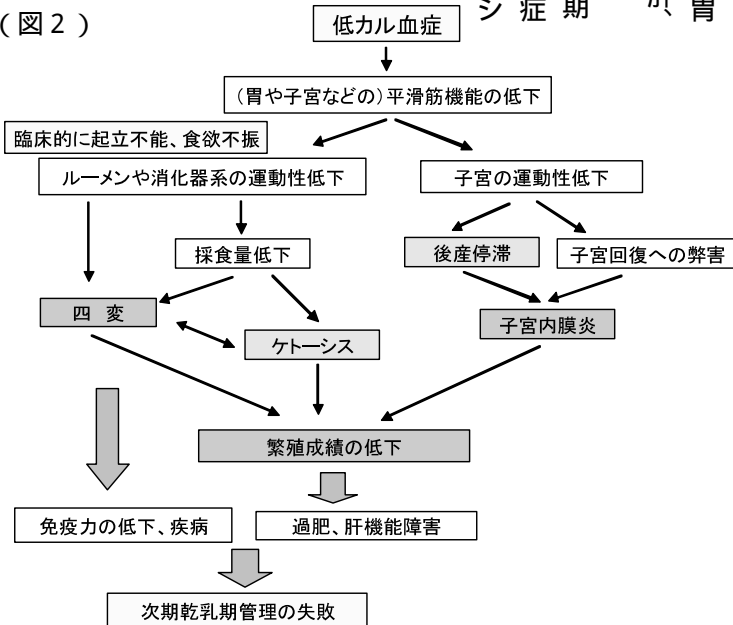 (図2)
シ 症 期 胃
低カル血症
(胃や子宮などの)平滑筋機能の低下
臨床的に起立不能、食欲不振
ルーメンや消化器系の運動性低下
子宮の運動性低下
採食量低下
後産停滞
子宮回復への弊害
四 変
ケトーシス
子宮内膜炎
繁殖成績の低下
免疫力の低下、疾病
過肥、肝機能障害
次期乾乳期管理の失敗